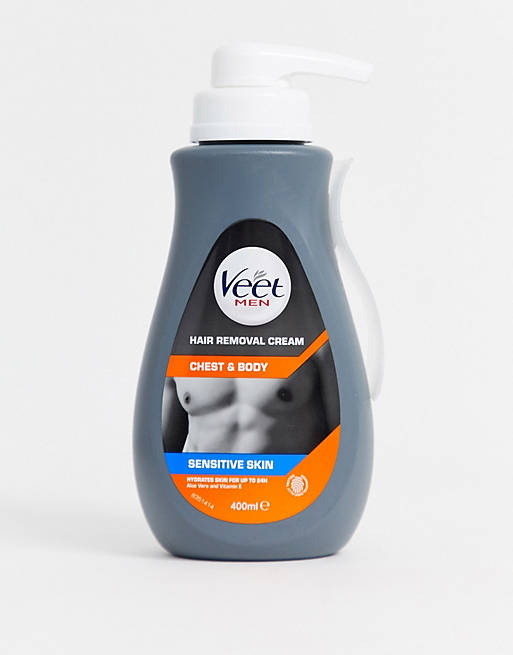 Veet
MEN
HAIR REMOVAL CREAM
CHEST & BODY
SENSITIVE SKIN
HYDRATES SKIN FOR UP TO 24H
Aloe Vera and Vitamin E
400ml e
8351414